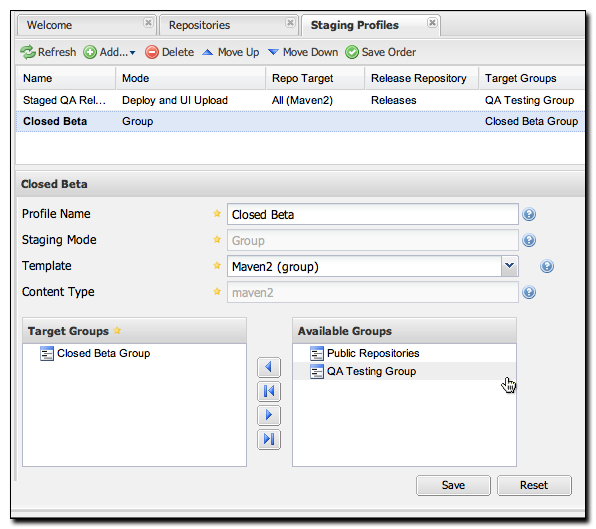 Welcome Repositories Staging Profiles
Refresh Add... Delete Move Up Move Down Save Order
Name Mode Repo Target Release Repository Target Groups
Staged QA Rel... Deploy and UI Upload All (Maven2) Releases QA Testing Group
Closed Beta Group Closed Beta Group
Closed Beta
Profile Name Closed Beta
Staging Mode Group
Template Maven2 (group)
Content Type maven2
Target Groups Available Groups
Closed Beta Group Public Repositories
QA Testing Group
Save Reset